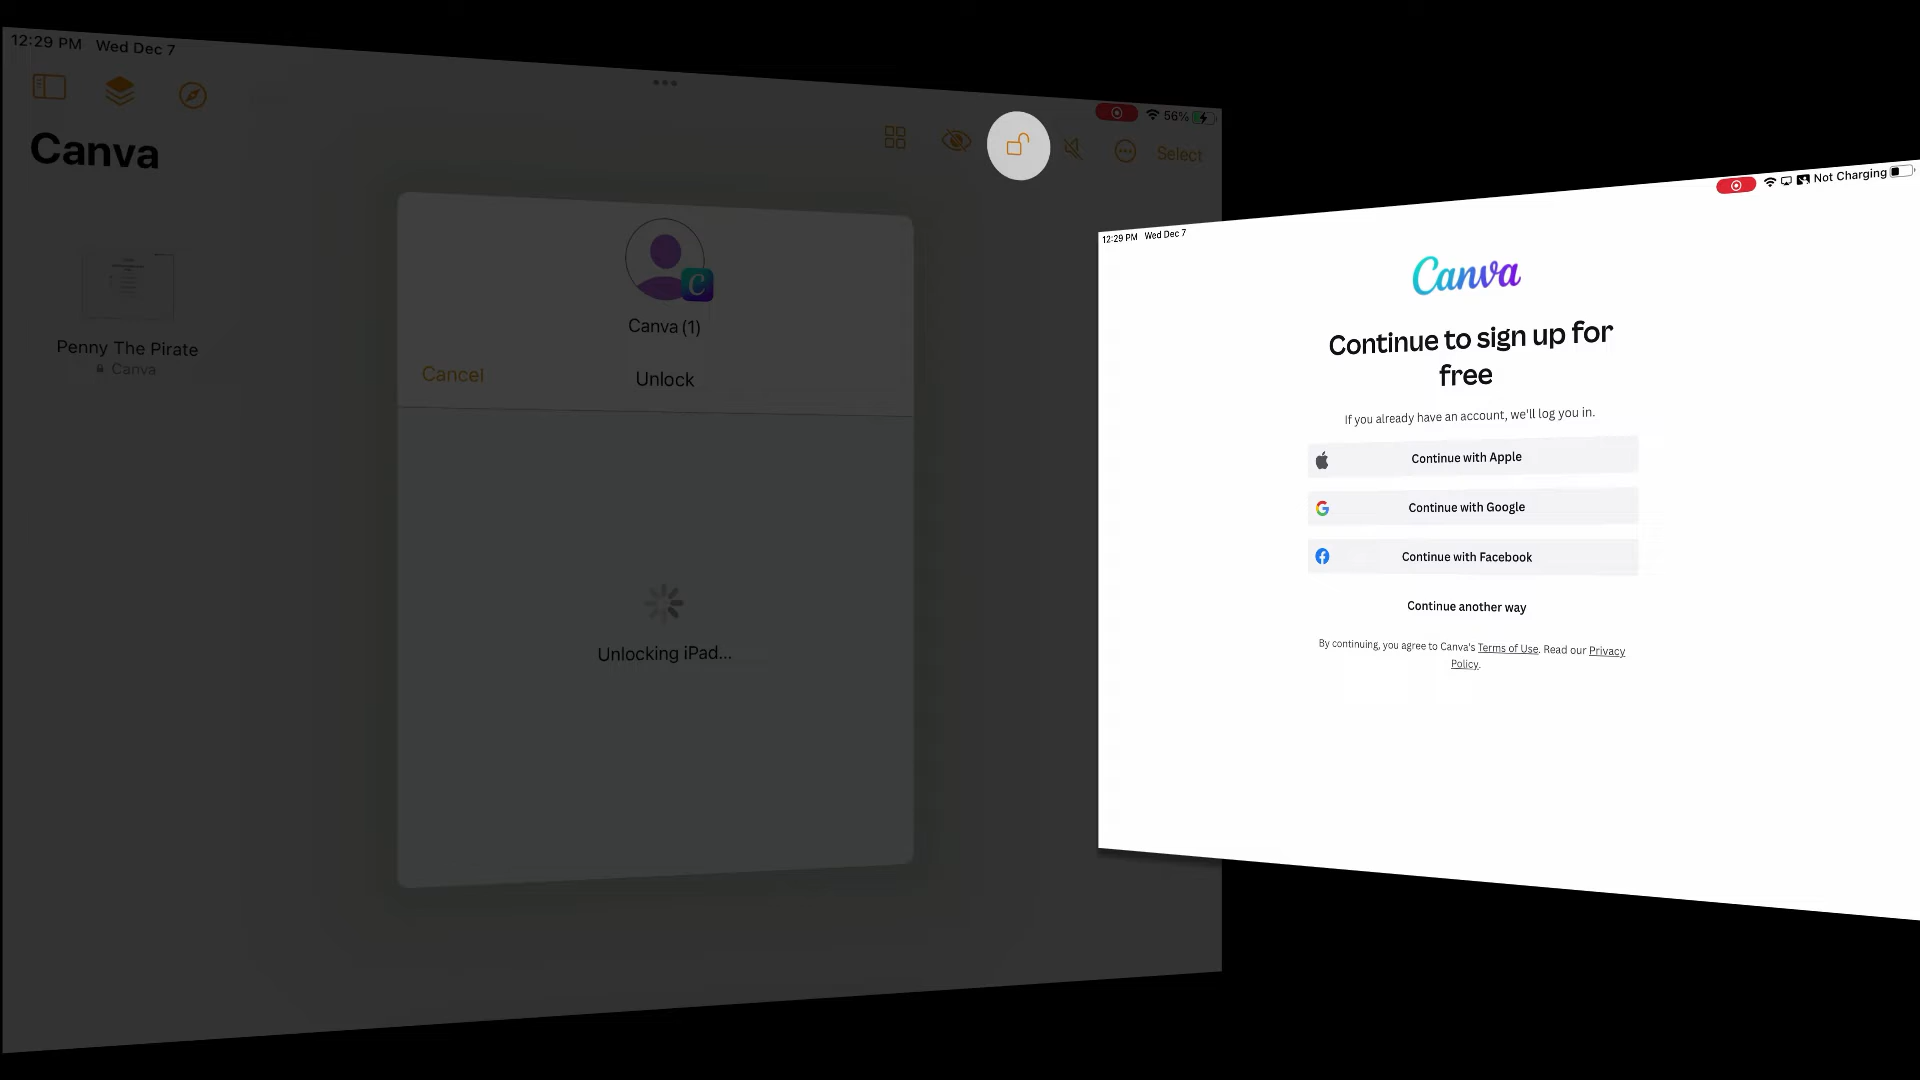 12:29 PM Wed Dec 7
56%
Canva
Select
Penny The Pirate
Canva
C
Canva (1)
Cancel
Unlock
Unlocking iPad...
12:29 PM Wed Dec 7
Not Charging
Canva
Continue to sign up for
free
If you already have an account, we'll log you in.
Continue with Apple
Continue with Google
Continue with Facebook
Continue another way
By continuing, you agree to Canva's Terms of Use. Read our Privacy
Policy.